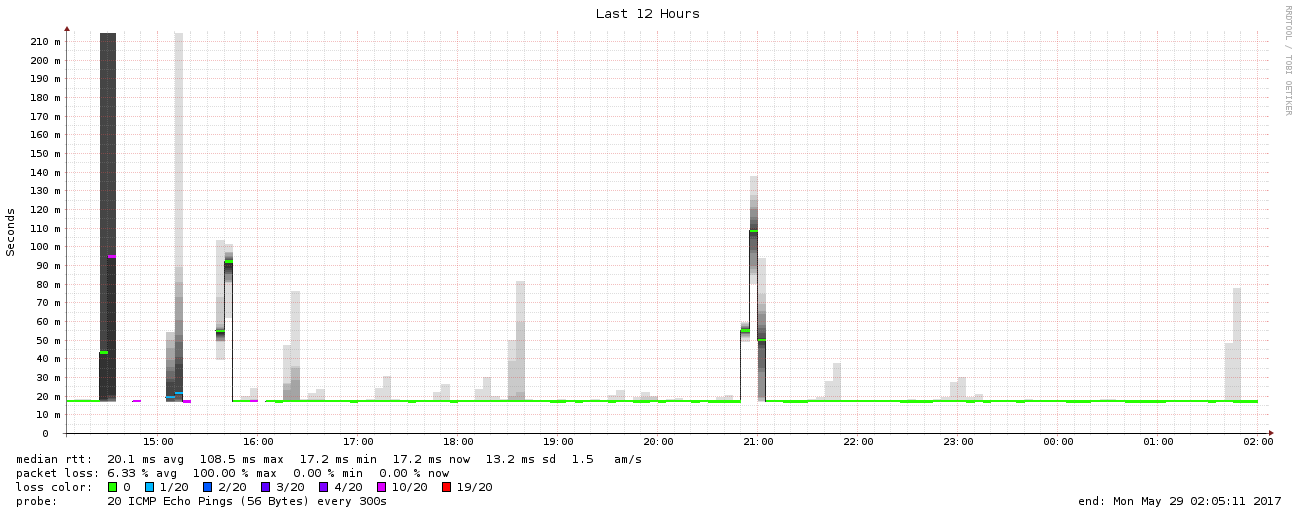 Last 12 Hours
RRDTOOL / TOBI OETIKER
Seconds
210 m
200 m
190 m
180 m
170 m
160 m
150 m
140 m
130 m
120 m
110 m
100 m
90 m
80 m
70 m
60 m
50 m
40 m
30 m
20 m
10 m
0
15:00 16:00 17:00 18:00 19:00 20:00 21:00 22:00 23:00 00:00 01:00 02:00
median rtt: 20.1 ms avg 108.5 ms max 17.2 ms min 17.2 ms now 13.2 ms sd 1.5 am/s
packet loss: 6.33 % avg 100.00 % max 0.00 % min 0.00 % now
loss color: 0 1/20 2/20 3/20 4/20 10/20 19/20
probe: 20 ICMP Echo Pings (56 Bytes) every 300s end: Mon May 29 02:05:11 2017